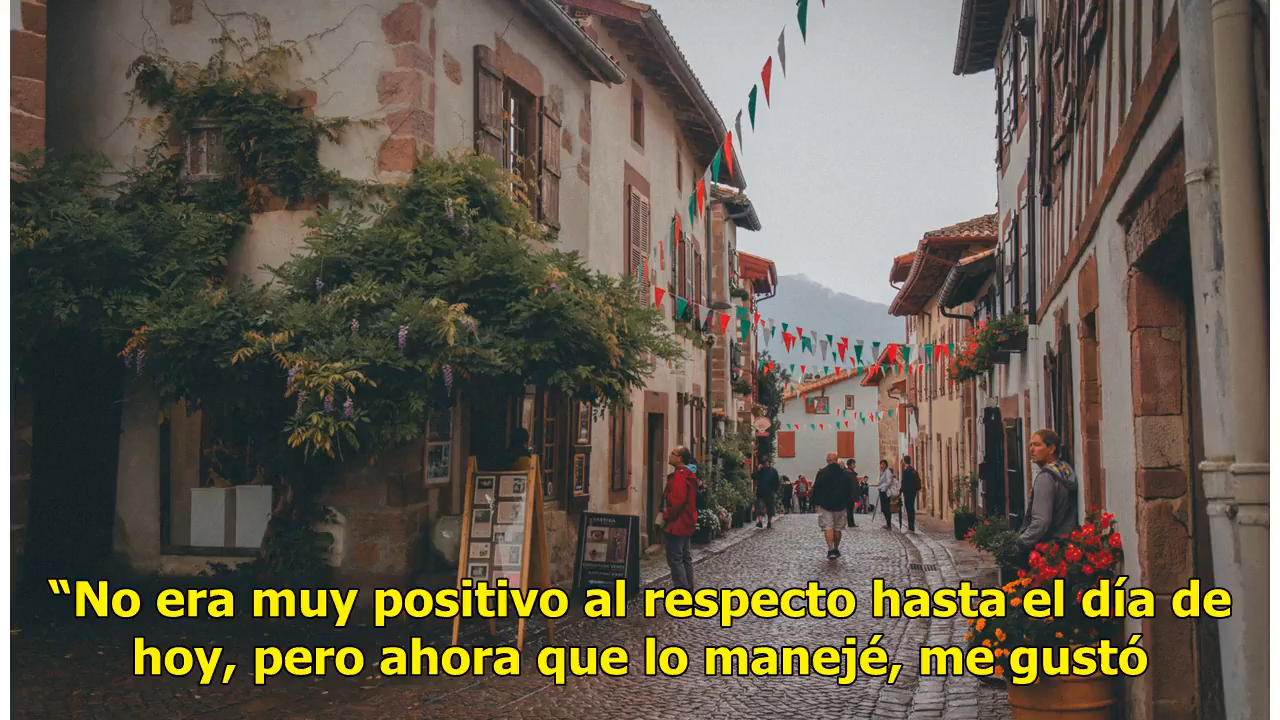 “No era muy positivo al respecto hasta el día de
hoy, pero ahora que lo manejé, me gustó